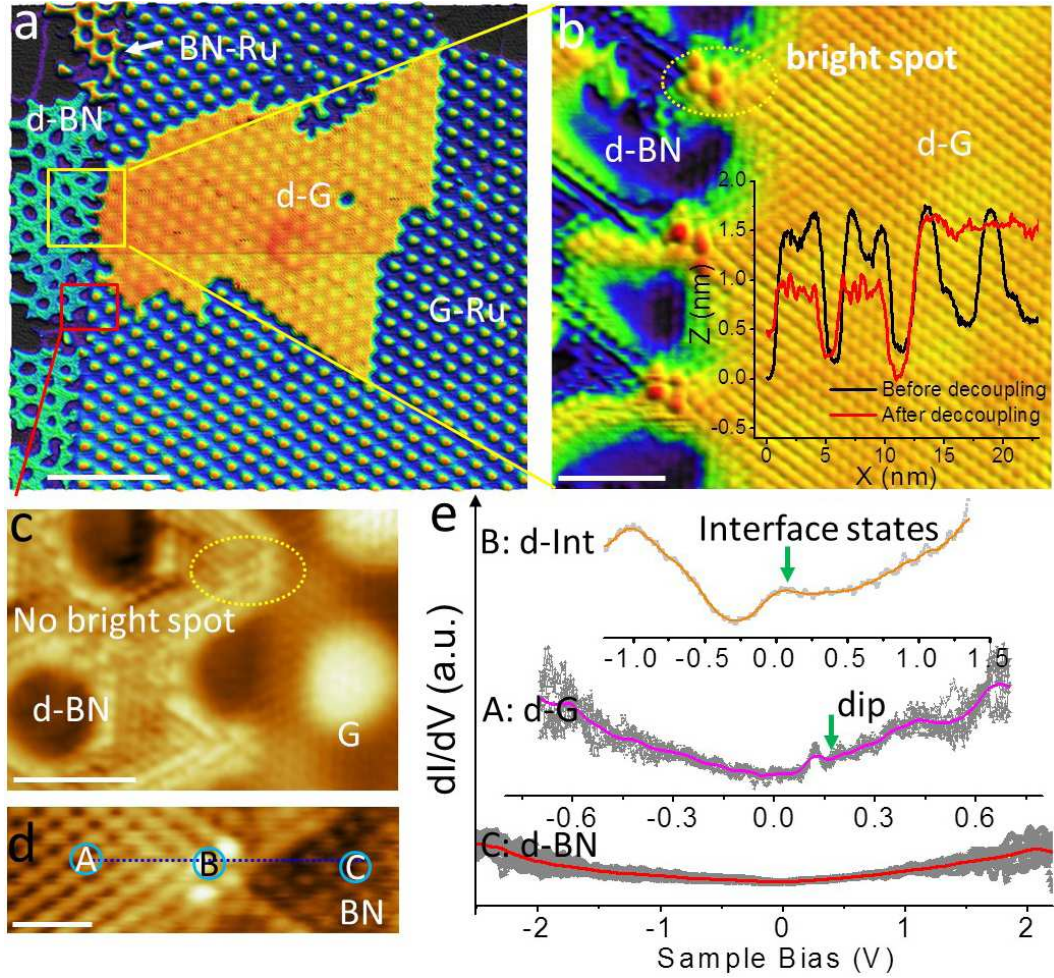 a
BN-Ru
d-BN
d-G
G-Ru
b
bright spot
d-BN
d-G
2.0
1.5
1.0
0.5
0.0
-0.5
Z (nm)
Before decoupling
After deccoupling
0 5 10 15 20
X (nm)
c
No bright spot
d-BN
G
d
A
B
C
BN
e
B: d-Int
Interface states
-1.0 -0.5 0.0 0.5 1.0 1.5
A: d-G
dip
-0.6 -0.3 0.0 0.3 0.6
C: d-BN
-2 -1 0 1 2
Sample Bias (V)
dI/dV (a.u.)